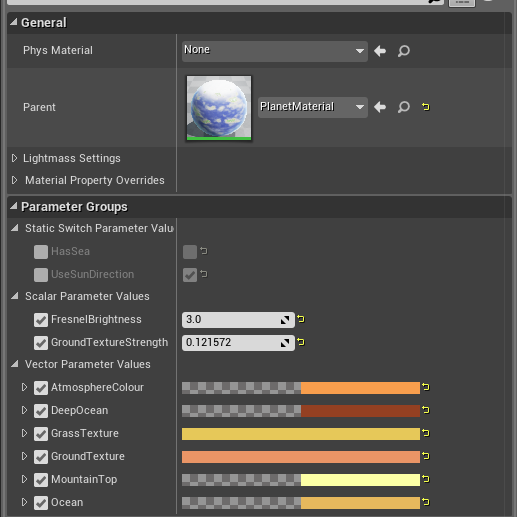 General
Phys Material
None
Parent
PlanetMaterial
Lightmass Settings
Material Property Overrides
Parameter Groups
Static Switch Parameter Valu
HasSea
UseSunDirection
Scalar Parameter Values
FresnelBrightness
3.0
GroundTextureStrength
0.121572
Vector Parameter Values
AtmosphereColour
DeepOcean
GrassTexture
GroundTexture
MountainTop
Ocean